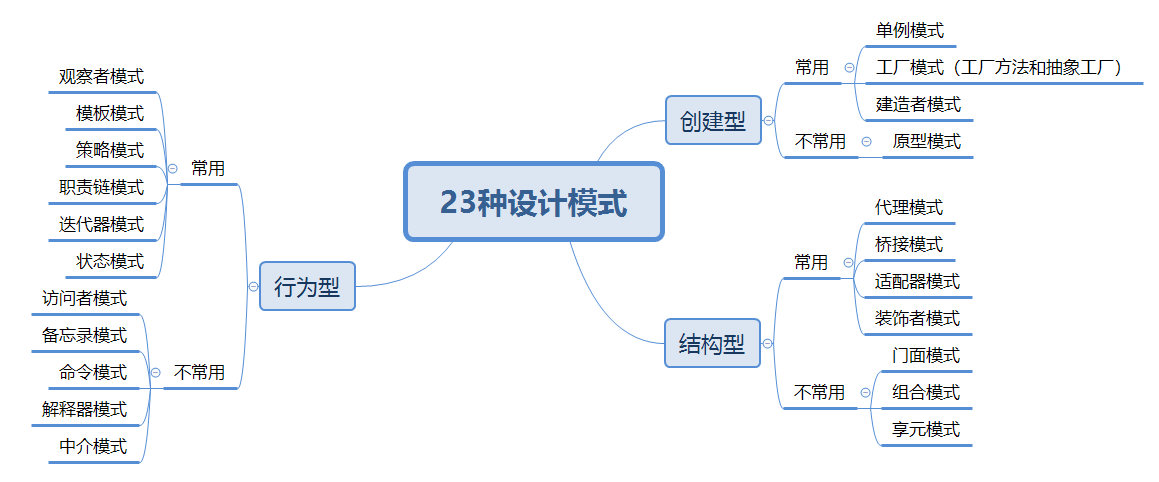 23种设计模式
创建型
常用
单例模式
工厂模式（工厂方法和抽象工厂）
建造者模式
不常用
原型模式
结构型
常用
代理模式
桥接模式
适配器模式
装饰者模式
不常用
门面模式
组合模式
享元模式
行为型
常用
观察者模式
模板模式
策略模式
职责链模式
迭代器模式
状态模式
不常用
访问者模式
备忘录模式
命令模式
解释器模式
中介模式